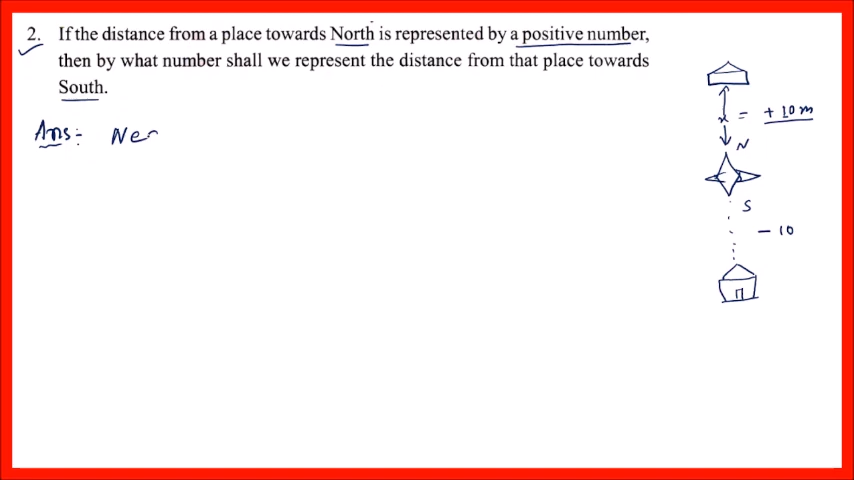 2. If the distance from a place towards North is represented by a positive number,
then by what number shall we represent the distance from that place towards
South.
Ans:- Neg
x = + 10 m
N
S
- 10